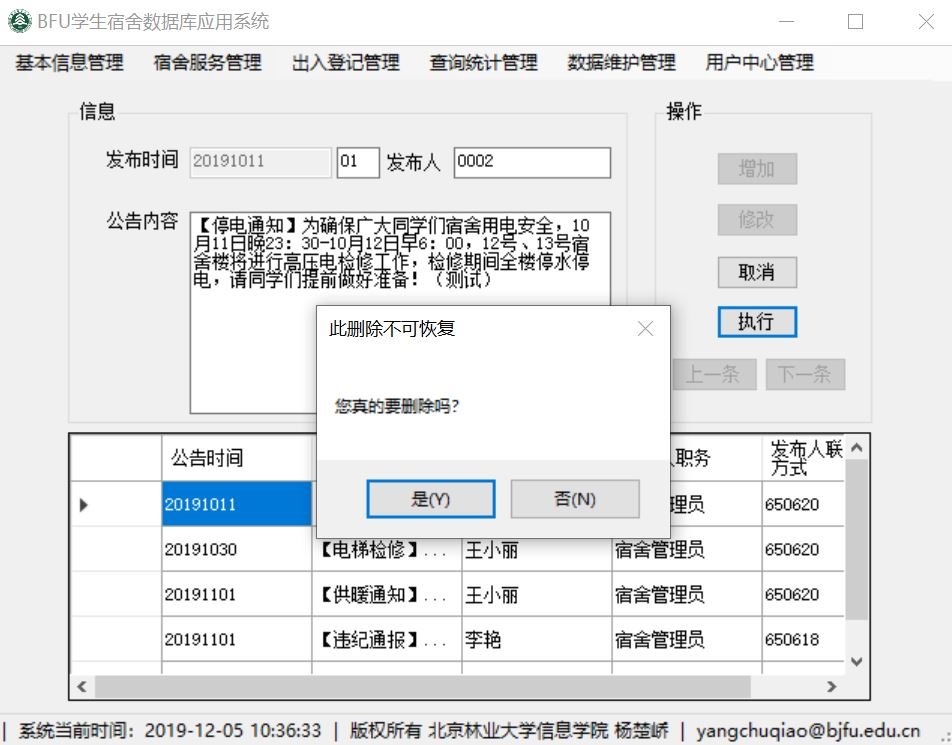 BFU学生宿舍数据库应用系统
基本信息管理 宿舍服务管理 出入登记管理 查询统计管理 数据维护管理 用户中心管理
信息
发布时间 20191011 01 发布人 0002
公告内容
【停电通知】为确保广大同学们宿舍用电安全，10
月11日晚23：30-10月12日早6：00，12号、13号宿
舍楼将进行高压电检修工作，检修期间全楼停水停
电，请同学们提前做好准备！（测试）
操作
增加
修改
取消
执行
上一条 下一条
此删除不可恢复
您真的要删除吗？
是(Y) 否(N)
公告时间 职务 发布人联
方式
20191011 管理员 650620
20191030 【电梯检修】... 王小丽 宿舍管理员 650620
20191101 【供暖通知】... 王小丽 宿舍管理员 650620
20191101 【违纪通报】... 李艳 宿舍管理员 650618
| 系统当前时间：2019-12-05 10:36:33 | 版权所有 北京林业大学信息学院 杨楚峤 | yangchuqiao@bjfu.edu.cn